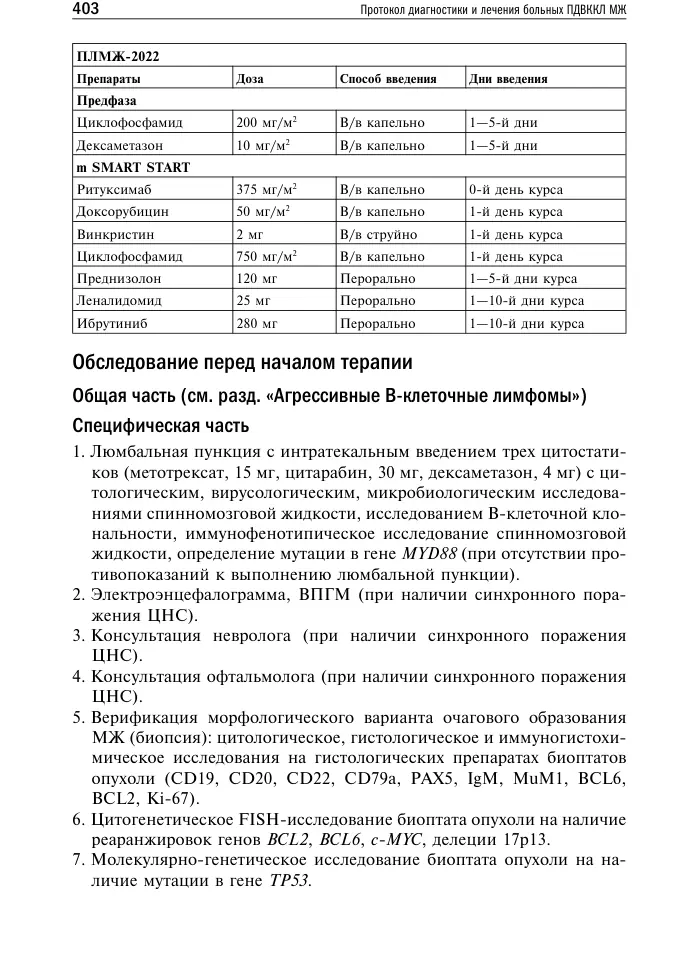 403
Протокол диагностики и лечения больных ПДВККЛ МЖ
ПЛМЖ-2022
Препараты Доза Способ введения Дни введения
Предфаза
Циклофосфамид 200 мг/м² В/в капельно 1—5-й дни
Дексаметазон 10 мг/м² В/в капельно 1—5-й дни
m SMART START
Ритуксимаб 375 мг/м² В/в капельно 0-й день курса
Доксорубицин 50 мг/м² В/в капельно 1-й день курса
Винкристин 2 мг В/в струйно 1-й день курса
Циклофосфамид 750 мг/м² В/в капельно 1-й день курса
Преднизолон 120 мг Перорально 1—5-й дни курса
Леналидомид 25 мг Перорально 1—10-й дни курса
Ибрутиниб 280 мг Перорально 1—10-й дни курса
Обследование перед началом терапии
Общая часть (см. разд. «Агрессивные В-клеточные лимфомы»)
Специфическая часть
1. Люмбальная пункция с интратекальным введением трех цитостати-
ков (метотрексат, 15 мг, цитарабин, 30 мг, дексаметазон, 4 мг) с ци-
тологическим, вирусологическим, микробиологическим исследова-
ниями спинномозговой жидкости, исследованием В-клеточной кло-
нальности, иммунофенотипическое исследование спинномозговой
жидкости, определение мутации в гене MYD88 (при отсутствии про-
тивопоказаний к выполнению люмбальной пункции).
2. Электроэнцефалограмма, ВПГМ (при наличии синхронного пора-
жения ЦНС).
3. Консультация невролога (при наличии синхронного поражения
ЦНС).
4. Консультация офтальмолога (при наличии синхронного поражения
ЦНС).
5. Верификация морфологического варианта очагового образования
МЖ (биопсия): цитологическое, гистологическое и иммуногистохи-
мическое исследования на гистологических препаратах биоптатов
опухоли (CD19, CD20, CD22, CD79a, PAX5, IgM, MuM1, BCL6,
BCL2, Ki-67).
6. Цитогенетическое FISH-исследование биоптата опухоли на наличие
реаранжировок генов BCL2, BCL6, c-MYC, делеции 17p13.
7. Молекулярно-генетическое исследование биоптата опухоли на на-
личие мутации в гене TP53.